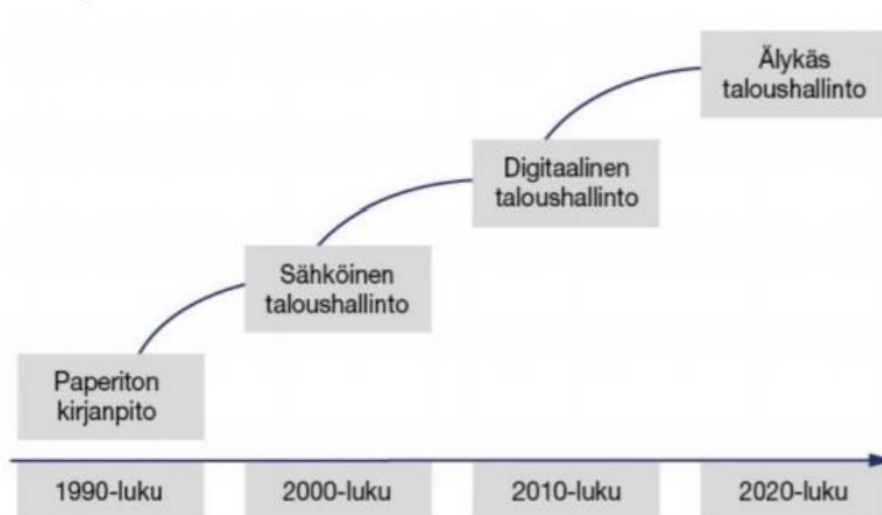 Älykäs
taloushallinto
Digitaalinen
taloushallinto
Sähköinen
taloushallinto
Paperiton
kirjanpito
1990-luku
2000-luku
2010-luku
2020-luku